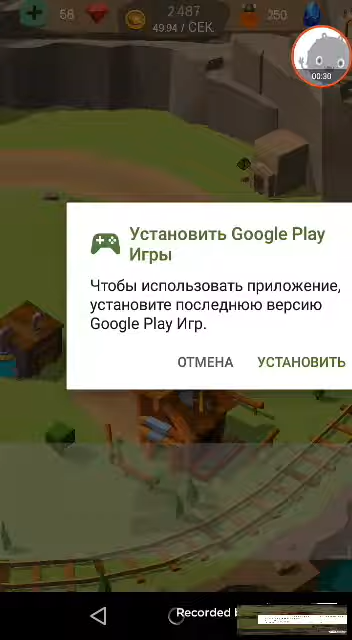 56 2 487 250
49.94 / СЕК.
00:30
Установить Google Play
Игры
Чтобы использовать приложение,
установите последнюю версию
Google Play Игр.
ОТМЕНА УСТАНОВИТЬ
Recorded